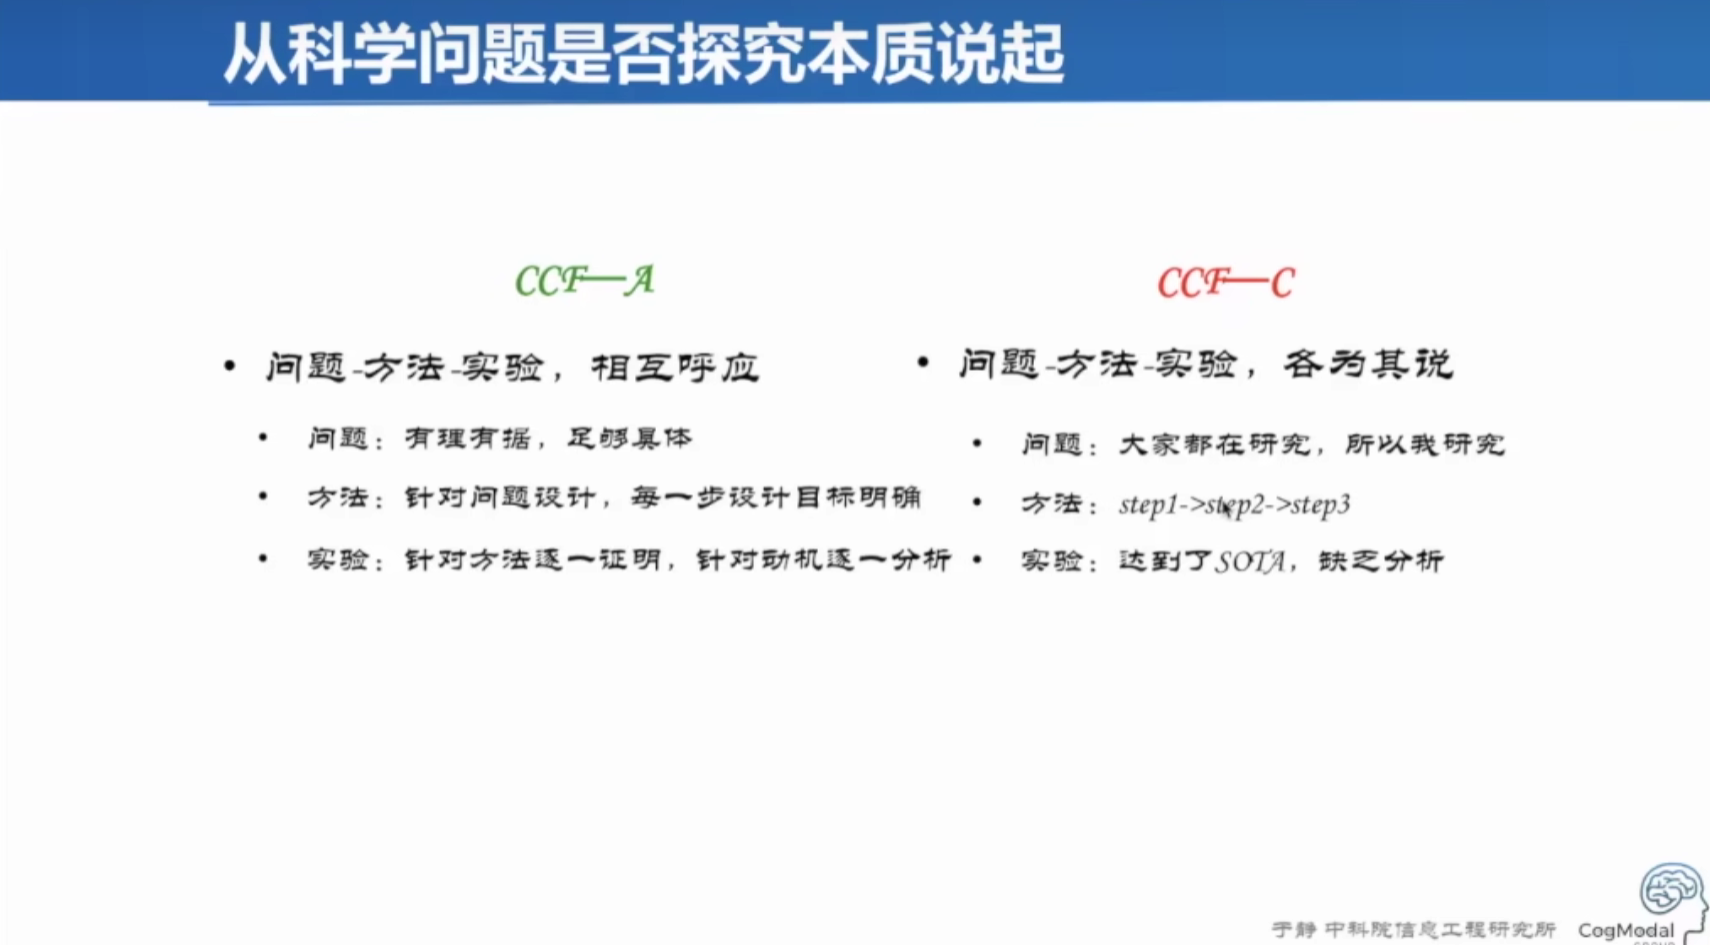 从科学问题是否探究本质说起
CCF—A
• 问题-方法-实验，相互呼应
• 问题：有理有据，足够具体
• 方法：针对问题设计，每一步设计目标明确
• 实验：针对方法逐一证明，针对动机逐一分析
CCF—C
• 问题-方法-实验，各为其说
• 问题：大家都在研究，所以我研究
• 方法：step1->step2->step3
• 实验：达到了SOTA，缺乏分析
于静 中科院信息工程研究所
CogModal